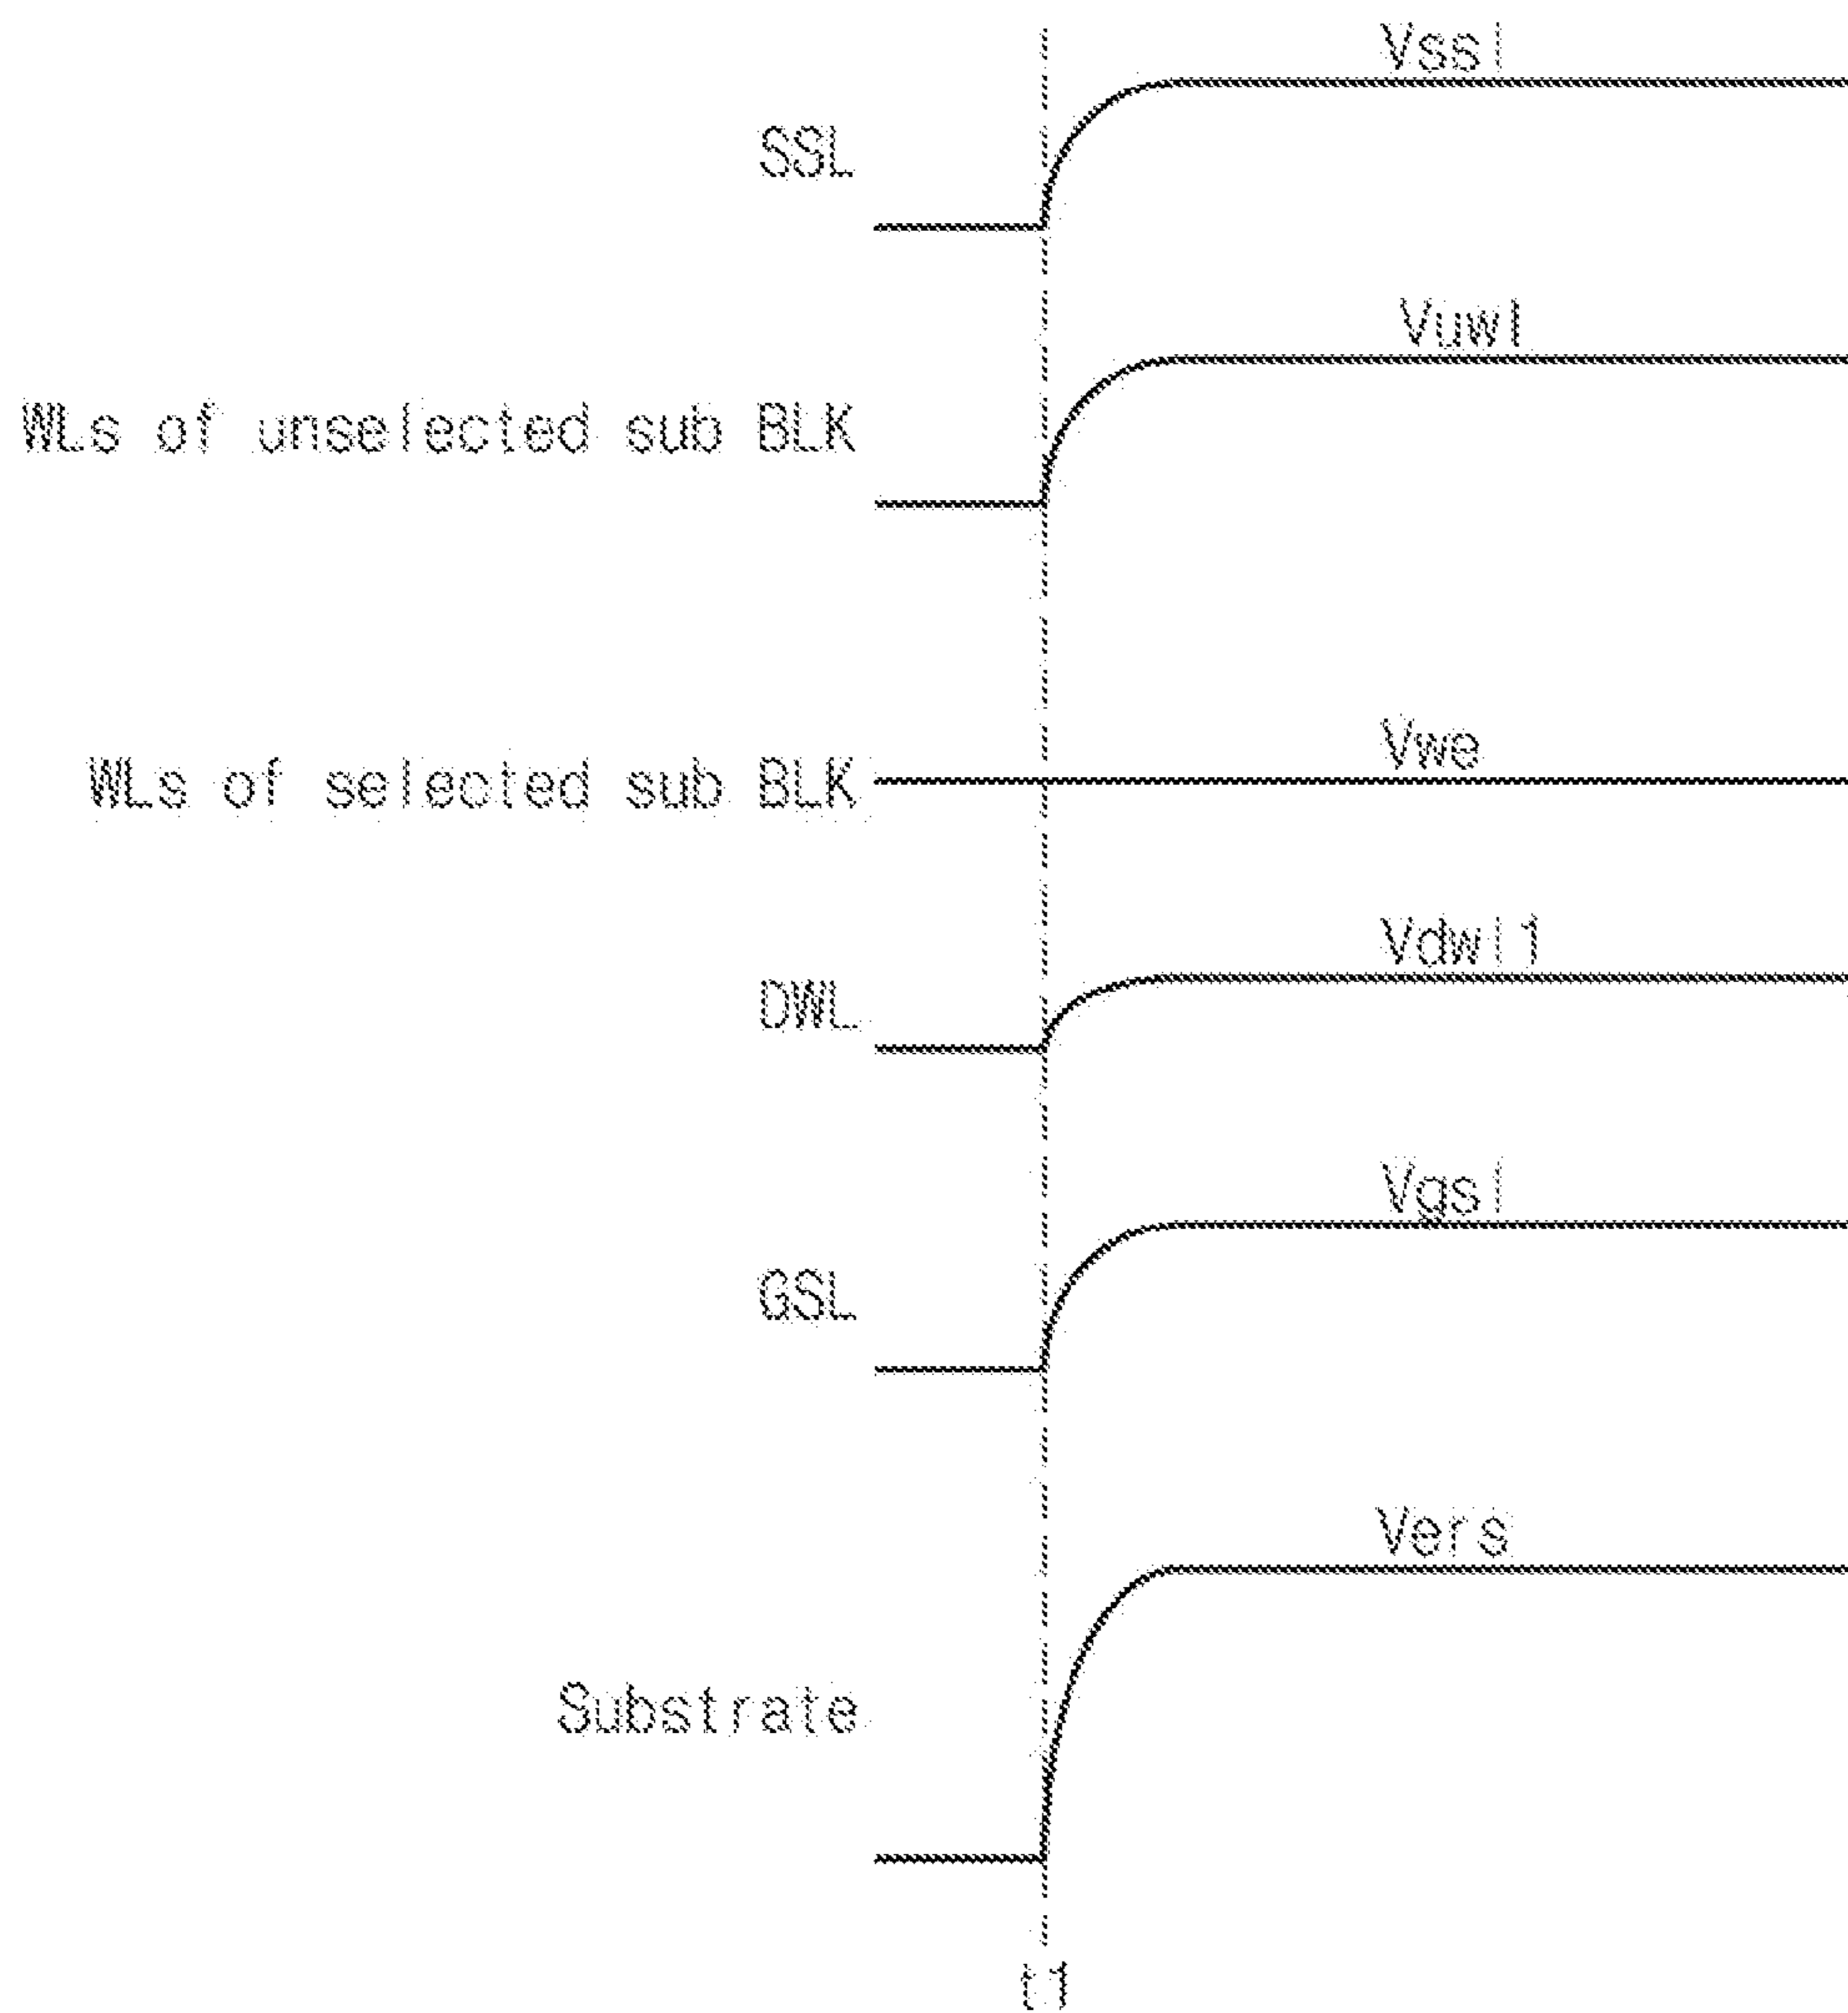 Vssl
SSL
Vuwl
WLs of unselected sub BLK
Vwe
WLs of selected sub BLK
Vdwl1
DWL
Vgsl
GSL
Vers
Substrate
t1